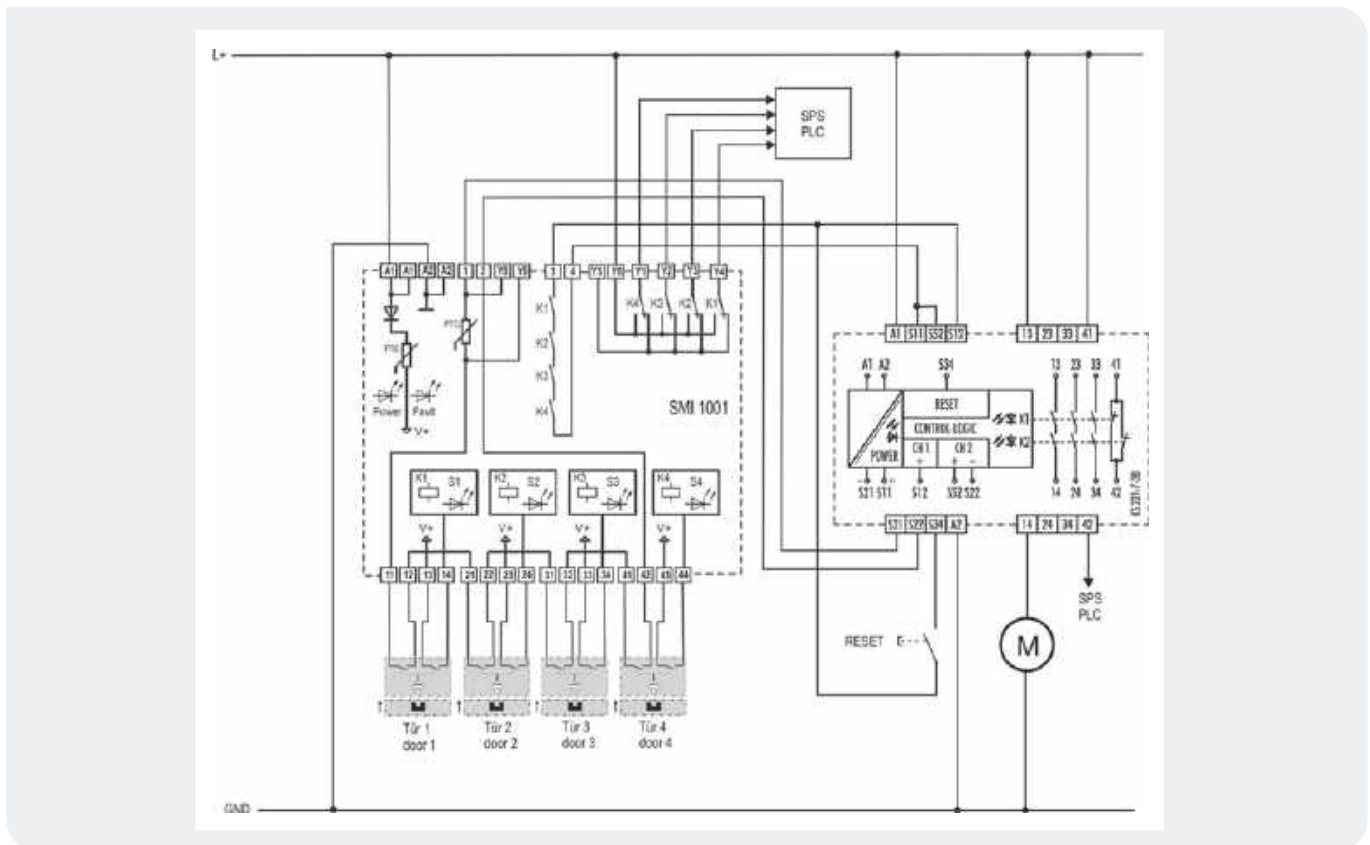 L+
SPS
PLC
A1 A1 A2 A2 1 2 Y8 Y9 3 4 Y5 Y6 Y1 Y2 Y3 Y4
K1
K2
K3
K4
K4 K3 K2 K1
Power Fault
V+
SMI 1001
K1 S1
K2 S2
K3 S3
K4 S4
V+ V+ V+ V+
11 12 13 14 21 22 23 24 31 32 33 34 41 42 43 44
Tür 1
door 1
Tür 2
door 2
Tür 3
door 3
Tür 4
door 4
A1 S11 S52 S12
13 23 33 41
A1 A2 S34
13 23 33 41
RESET
CONTROL-LOGIC
K1
K2
POWER
CH 1
CH 2
S21 S11 S12 S52 S22
14 24 34 42
S21 S22 S34 A2
14 24 34 42
SPS
PLC
RESET
M
GND